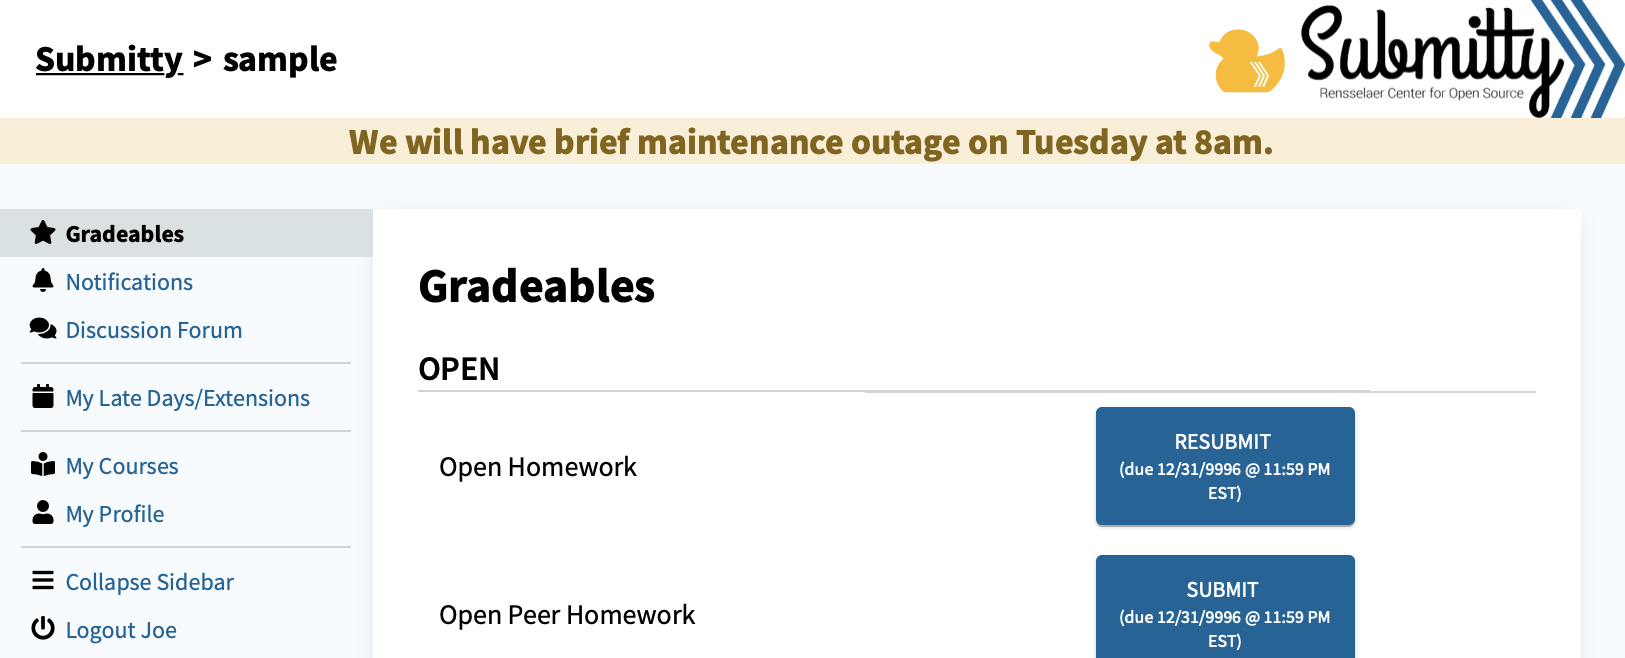 Submitty > sample
Submitty
Rensselaer Center for Open Source
We will have brief maintenance outage on Tuesday at 8am.
Gradeables
Notifications
Discussion Forum
My Late Days/Extensions
My Courses
My Profile
Collapse Sidebar
Logout Joe
Gradeables
OPEN
Open Homework
RESUBMIT
(due 12/31/9996 @ 11:59 PM
EST)
Open Peer Homework
SUBMIT
(due 12/31/9996 @ 11:59 PM
EST)